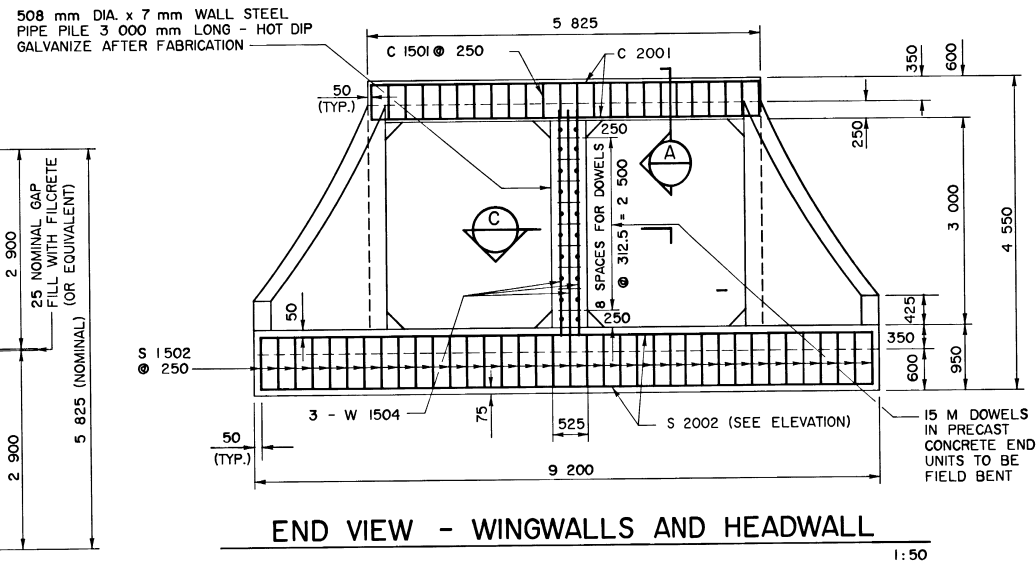 508 mm DIA. x 7 mm WALL STEEL
PIPE PILE 3 000 mm LONG - HOT DIP
GALVANIZE AFTER FABRICATION
5 825
C 1501 @ 250
C 2001
350
600
50
(TYP.)
250
250
A
8 SPACES FOR DOWELS
@ 312.5 = 2 500
C
3 000
4 550
2 900
25 NOMINAL GAP
FILL WITH FILCRETE
(OR EQUIVALENT)
5 825 (NOMINAL)
2 900
50
250
425
350
600
950
S 1502
@ 250
3 - W 1504
75
525
S 2002 (SEE ELEVATION)
15 M DOWELS
IN PRECAST
CONCRETE END
UNITS TO BE
FIELD BENT
50
(TYP.)
9 200
END VIEW - WINGWALLS AND HEADWALL
1:50